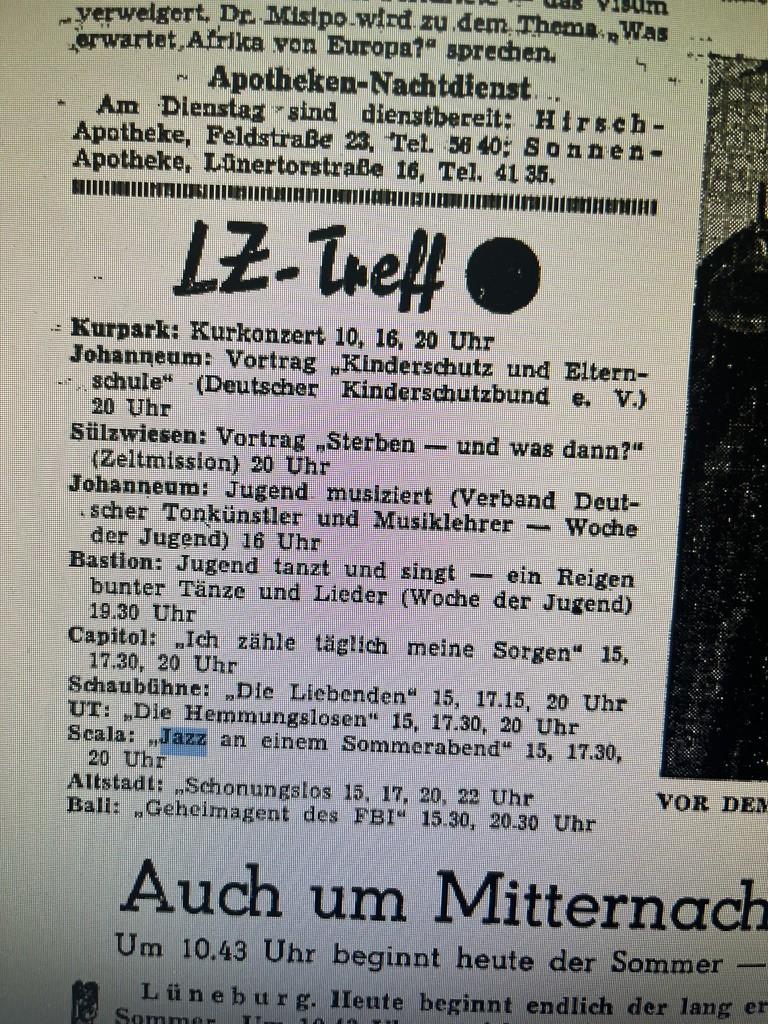 das Visum
verweigert. Dr. Misipo wird zu dem Thema „Was
erwartet Afrika von Europa?“ sprechen.
Apotheken-Nachtdienst
Am Dienstag sind dienstbereit: Hirsch-
Apotheke, Feldstraße 23, Tel. 56 40; Sonnen-
Apotheke, Lünertorstraße 16, Tel. 41 35.
LZ-Treff
Kurpark: Kurkonzert 10, 16, 20 Uhr
Johanneum: Vortrag „Kinderschutz und Eltern-
schule“ (Deutscher Kinderschutzbund e. V.)
20 Uhr
Sülzwiesen: Vortrag „Sterben — und was dann?“
(Zeltmission) 20 Uhr
Johanneum: Jugend musiziert (Verband Deut-
scher Tonkünstler und Musiklehrer — Woche
der Jugend) 16 Uhr
Bastion: Jugend tanzt und singt — ein Reigen
bunter Tänze und Lieder (Woche der Jugend)
19.30 Uhr
Capitol: „Ich zähle täglich meine Sorgen“ 15,
17.30, 20 Uhr
Schaubühne: „Die Liebenden“ 15, 17.15, 20 Uhr
UT: „Die Hemmungslosen“ 15, 17.30, 20 Uhr
Scala: „Jazz an einem Sommerabend“ 15, 17.30,
20 Uhr
Altstadt: „Schonungslos 15, 17, 20, 22 Uhr
Bali: „Geheimagent des FBI“ 15.30, 20.30 Uhr
VOR DEM
Auch um Mitternach
Um 10.43 Uhr beginnt heute der Sommer —
Lüneburg. Heute beginnt endlich der lang er
Sommer. Um 10.43 Uhr